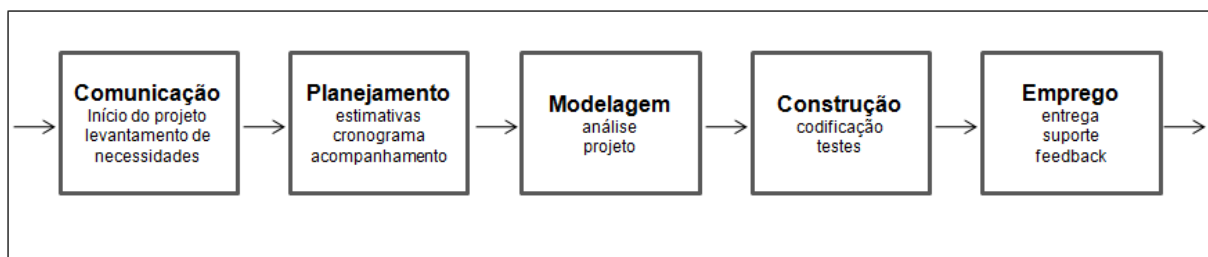 Comunicação
Início do projeto
levantamento de
necessidades
Planejamento
estimativas
cronograma
acompanhamento
Modelagem
análise
projeto
Construção
codificação
testes
Emprego
entrega
suporte
feedback